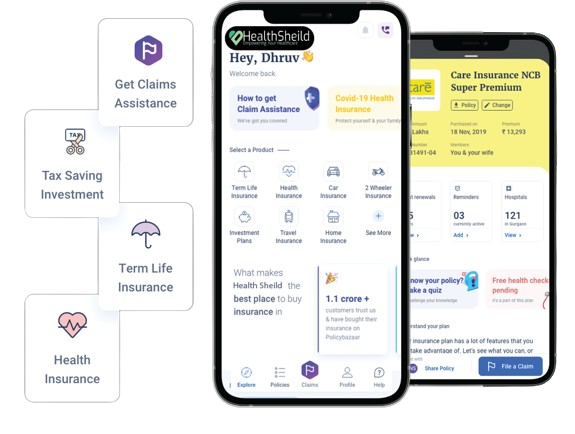 Get Claims
Assistance
Tax Saving
Investment
Term Life
Insurance
Health
Insurance
HealthSheild
Empowering Your Healthcare
Hey, Dhruv
Welcome back.
How to get
Claim Assistance
We've got you covered
Covid-19 Health
Insurance
Protect yourself & your family
Select a Product
Term Life
Insurance
Health
Insurance
Car
Insurance
2 Wheeler
Insurance
Investment
Plans
Travel
Insurance
Home
Insurance
See More
What makes
Health Sheild the
best place to buy
insurance in
1.1 crore +
customers trust us
& have bought their
insurance on
Policybazaar
Explore
Policies
Claims
Profile
Help
care
Care Insurance NCB
Super Premium
Policy
Change
Lakhs
Purchased on
18 Nov, 2019
Premium
₹ 13,293
31491-04
Members
You & your wife
renewals
Reminders
03
currently active
Add ›
Hospitals
121
In Gurgaon
View ›
glance
now your policy?
ake a quiz
allenge your knowledge
Free health check
pending
it's a part of this plan
derstand your plan
r insurance plan has a lot of features that you
take advantage of. Let's see what you can, or
Share Policy
File a Claim